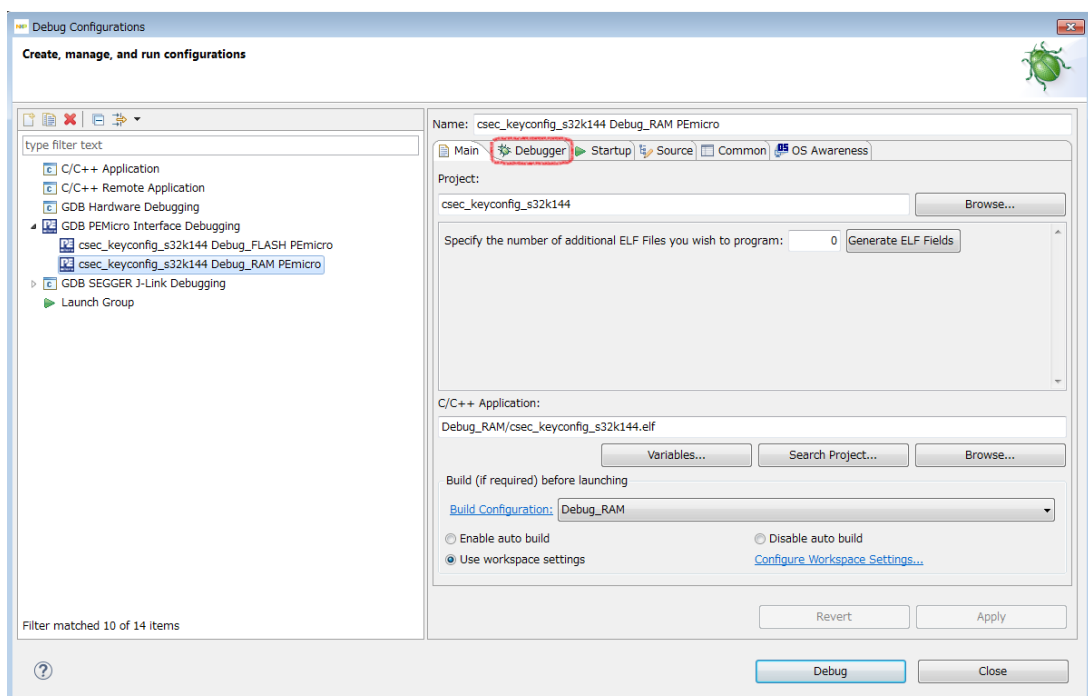 Debug Configurations
Create, manage, and run configurations
type filter text
C/C++ Application
C/C++ Remote Application
GDB Hardware Debugging
GDB PEMicro Interface Debugging
csec_keyconfig_s32k144 Debug_FLASH PEmicro
csec_keyconfig_s32k144 Debug_RAM PEmicro
GDB SEGGER J-Link Debugging
Launch Group
Filter matched 10 of 14 items
Name: csec_keyconfig_s32k144 Debug_RAM PEmicro
Main Debugger Startup Source Common OS Awareness
Project:
csec_keyconfig_s32k144 Browse...
Specify the number of additional ELF Files you wish to program: 0 Generate ELF Fields
C/C++ Application:
Debug_RAM/csec_keyconfig_s32k144.elf
Variables... Search Project... Browse...
Build (if required) before launching
Build Configuration: Debug_RAM
Enable auto build Disable auto build
Use workspace settings Configure Workspace Settings...
Revert Apply
Debug Close